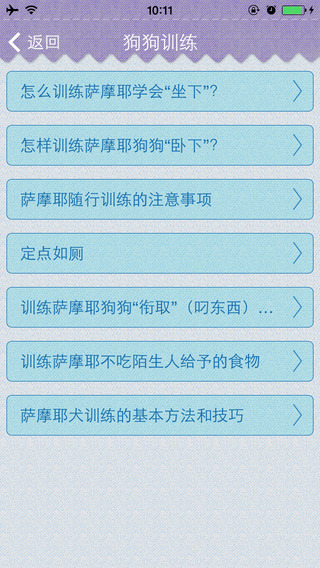 10:11
返回
狗狗训练
怎么训练萨摩耶学会“坐下”?
怎样训练萨摩耶狗狗“卧下”?
萨摩耶随行训练的注意事项
定点如厕
训练萨摩耶狗狗“衔取”（叼东西）...
训练萨摩耶不吃陌生人给予的食物
萨摩耶犬训练的基本方法和技巧